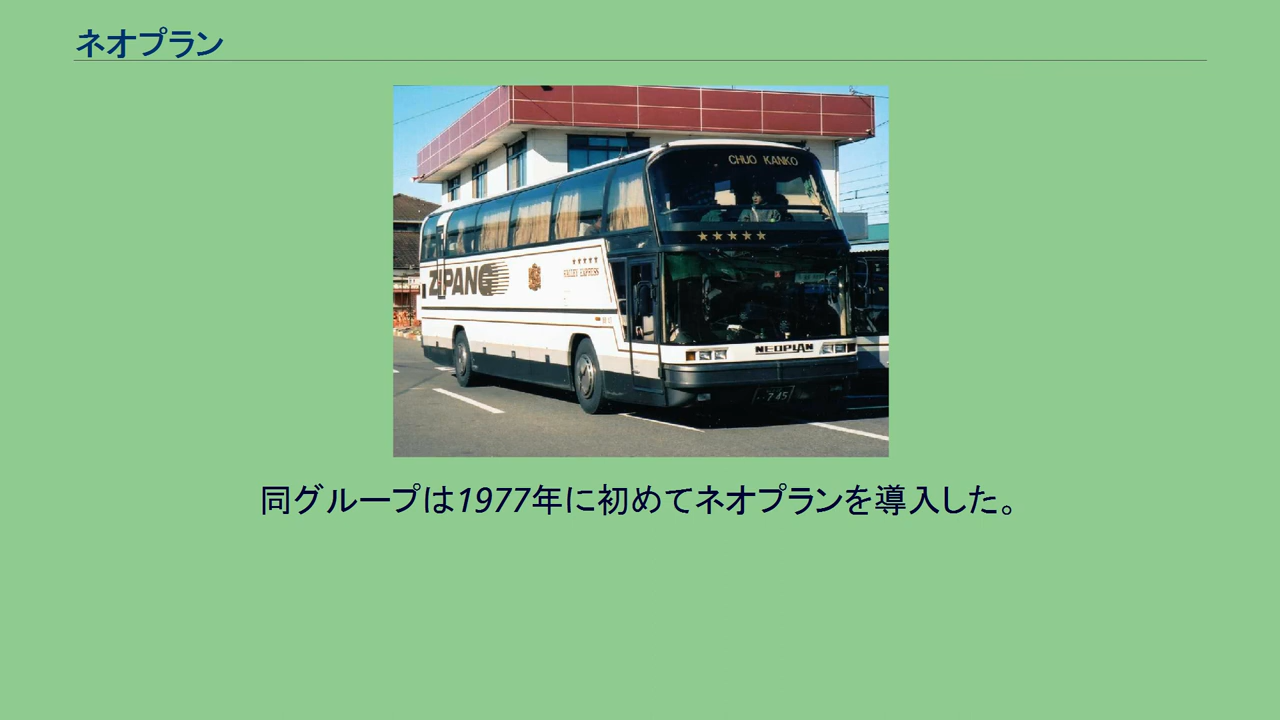 ネオプラン
CHUO KANKO
★★★★★
★★★★★
ZIPANG
NEOPLAN
745
同グループは1977年に初めてネオプランを導入した。